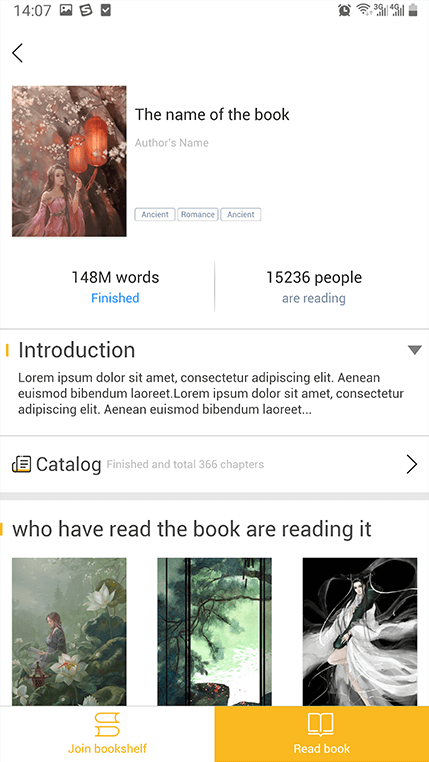 14:07
3G 4G
The name of the book
Author's Name
Ancient Romance Ancient
148M words 15236 people
Finished are reading
Introduction
Lorem ipsum dolor sit amet, consectetur adipiscing elit. Aenean
euismod bibendum laoreet.Lorem ipsum dolor sit amet, consectetur
adipiscing elit. Aenean euismod bibendum laoreet...
Catalog Finished and total 366 chapters
who have read the book are reading it
Join bookshelf Read book